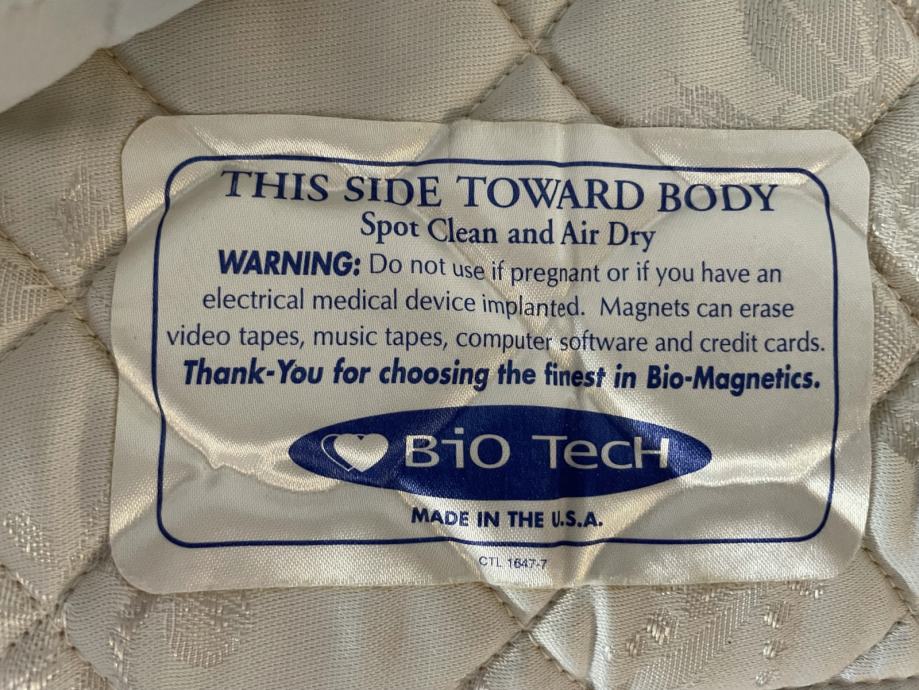 THIS SIDE TOWARD BODY
Spot Clean and Air Dry
WARNING: Do not use if pregnant or if you have an
electrical medical device implanted. Magnets can erase
video tapes, music tapes, computer software and credit cards.
Thank-You for choosing the finest in Bio-Magnetics.
BiO TecH
MADE IN THE U.S.A.
CTL 1647-7